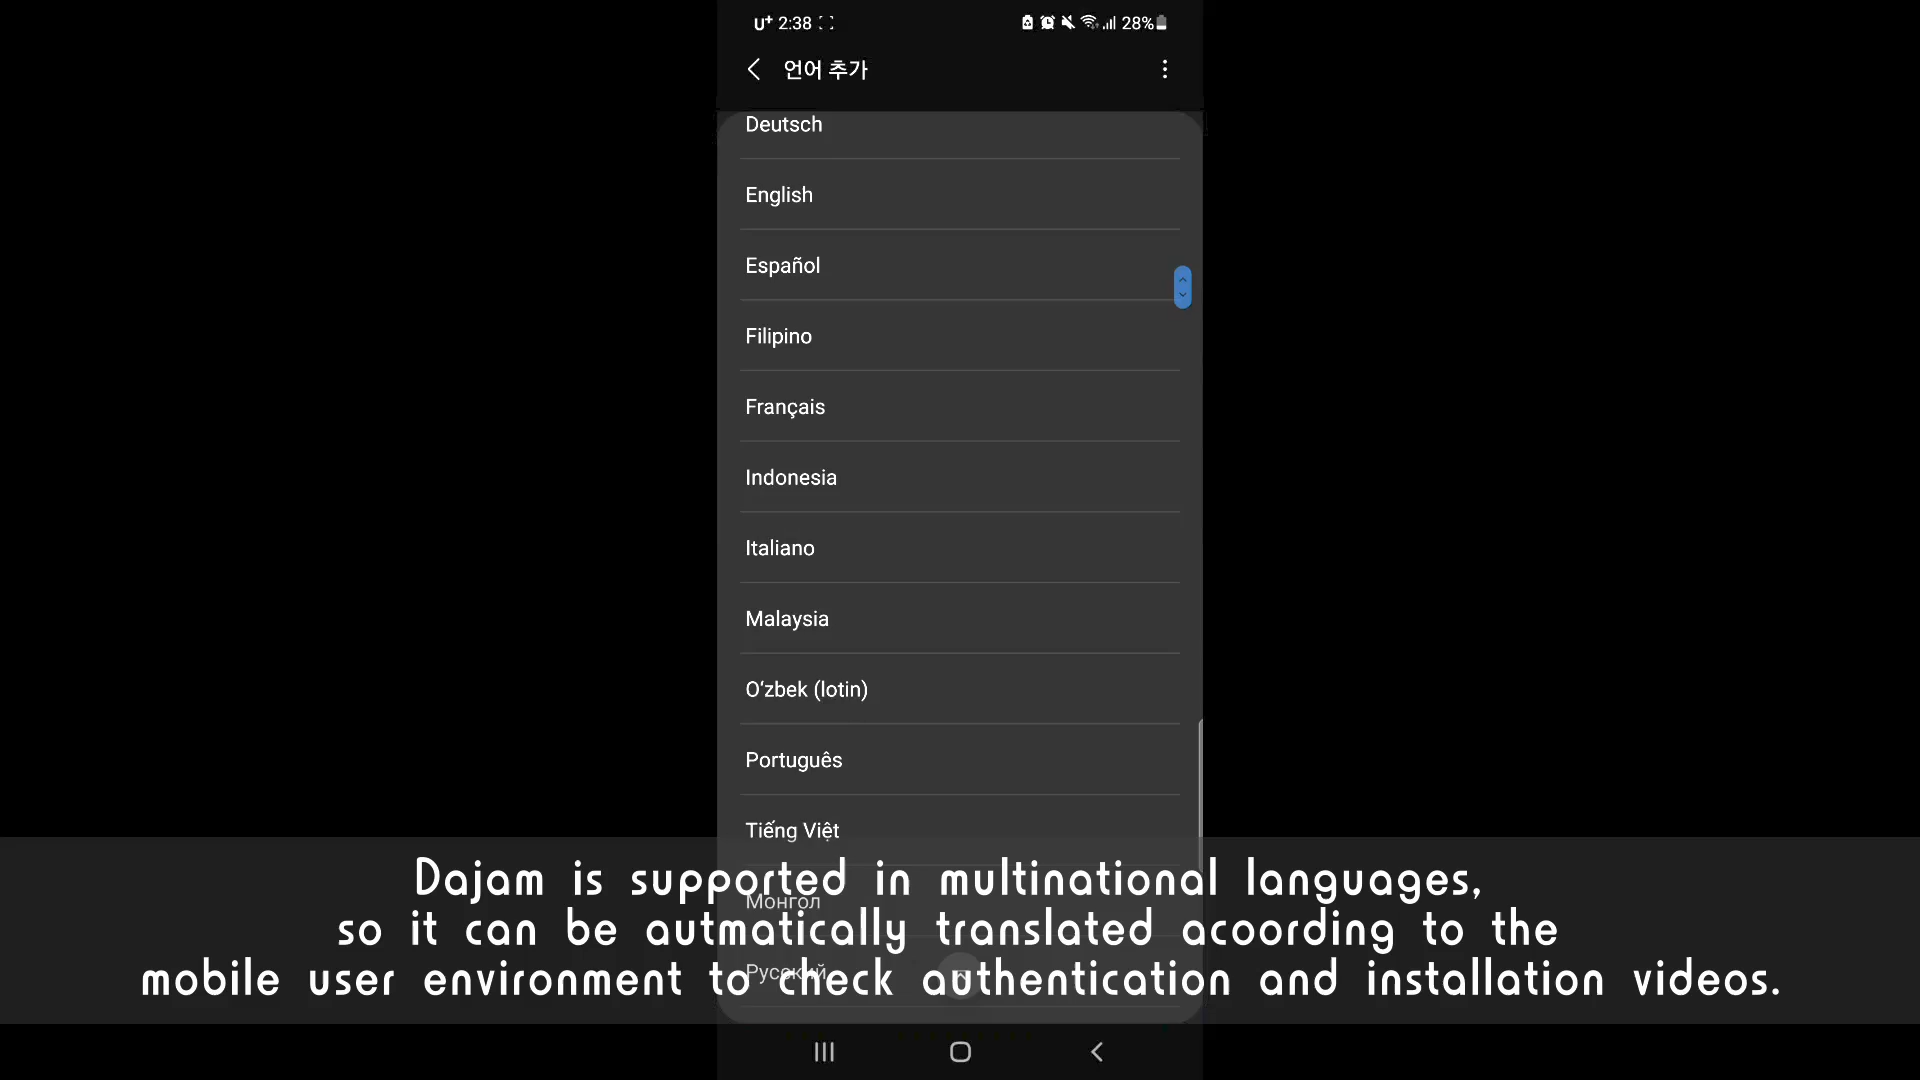 U+ 2:38 28%
언어 추가
Deutsch
English
Español
Filipino
Français
Indonesia
Italiano
Malaysia
O‘zbek (lotin)
Português
Tiếng Việt
Монгол
Русский
Dajam is supported in multinational languages,
so it can be autmatically translated acoording to the
mobile user environment to check authentication and installation videos.